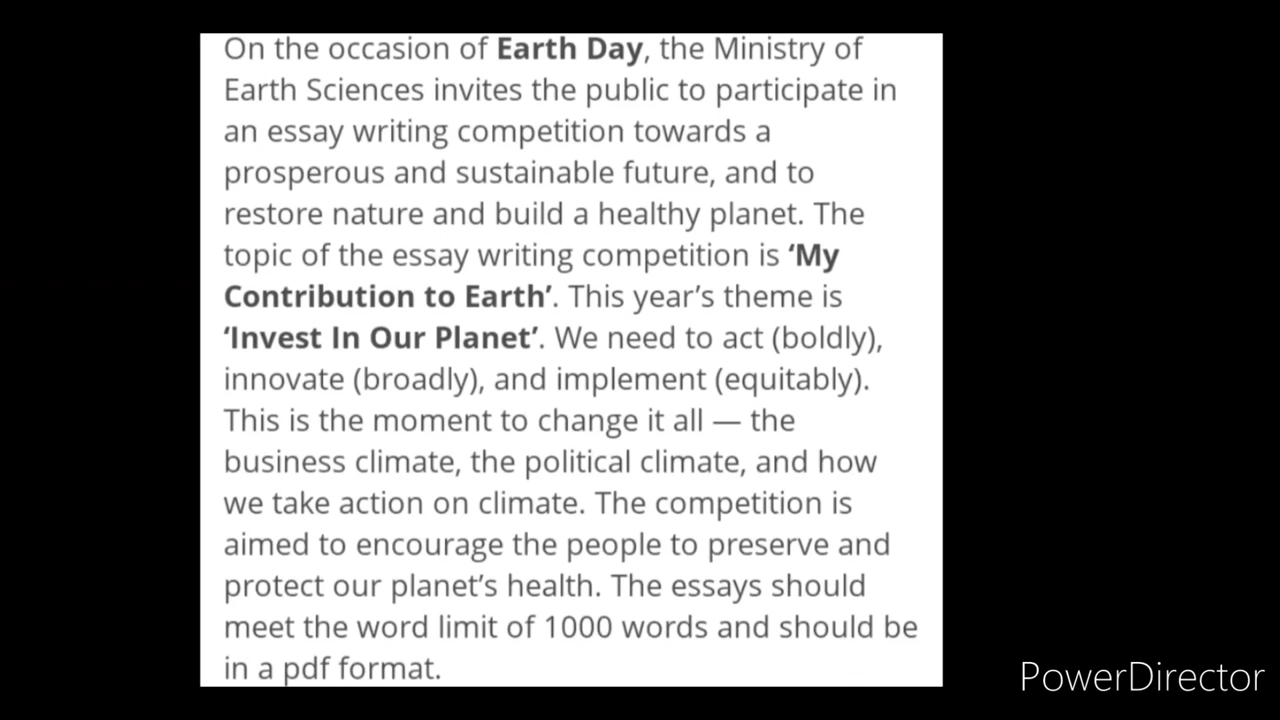 On the occasion of Earth Day, the Ministry of
Earth Sciences invites the public to participate in
an essay writing competition towards a
prosperous and sustainable future, and to
restore nature and build a healthy planet. The
topic of the essay writing competition is ‘My
Contribution to Earth’. This year’s theme is
‘Invest In Our Planet’. We need to act (boldly),
innovate (broadly), and implement (equitably).
This is the moment to change it all — the
business climate, the political climate, and how
we take action on climate. The competition is
aimed to encourage the people to preserve and
protect our planet’s health. The essays should
meet the word limit of 1000 words and should be
in a pdf format.
PowerDirector